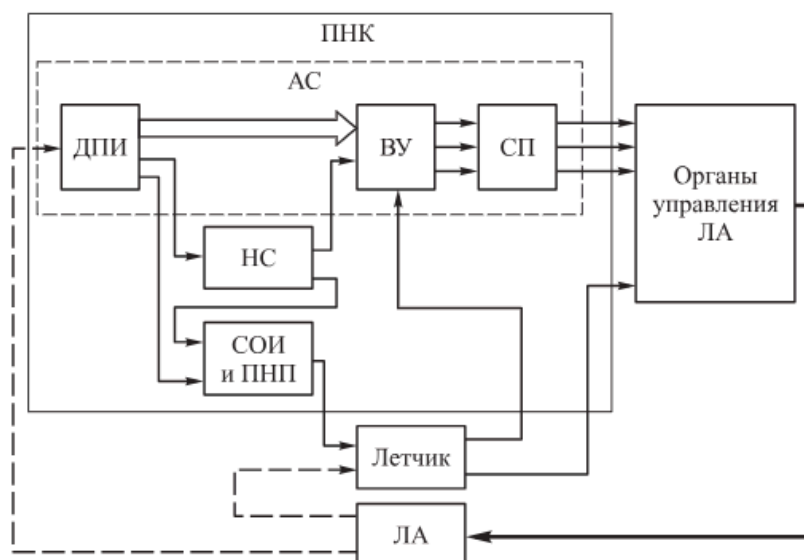 ПНК
АС
ДПИ
ВУ
СП
Органы
управления
ЛА
НС
СОИ
и ПНП
Летчик
ЛА